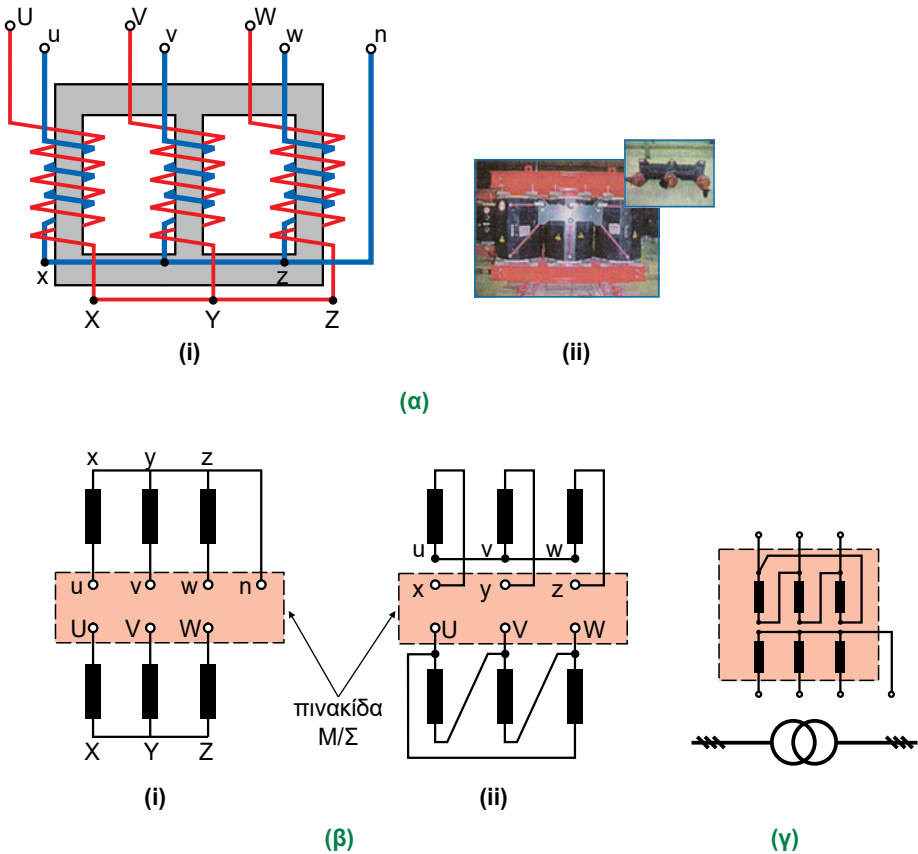 U V W
u v w n
x z
X Y Z
(i) (ii)
(α)
x y z
u v w n
U V W
X Y Z
(i)
u v w
x y z
U V W
(ii)
πινακίδα
Μ/Σ
(β)
(γ)